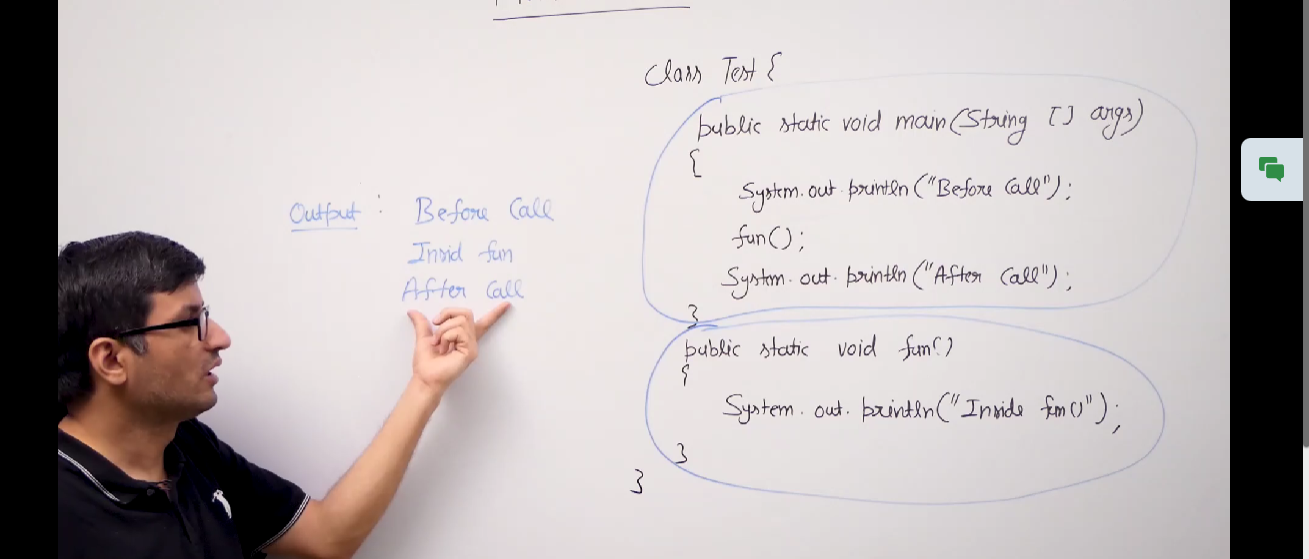 Output : Before Call
Insid fun
After Call
Class Test {
public static void main(String [] args)
{
System.out.println("Before Call");
fun();
System.out.println("After Call");
}
public static void fun()
{
System.out.println("Inside fun()");
}
}